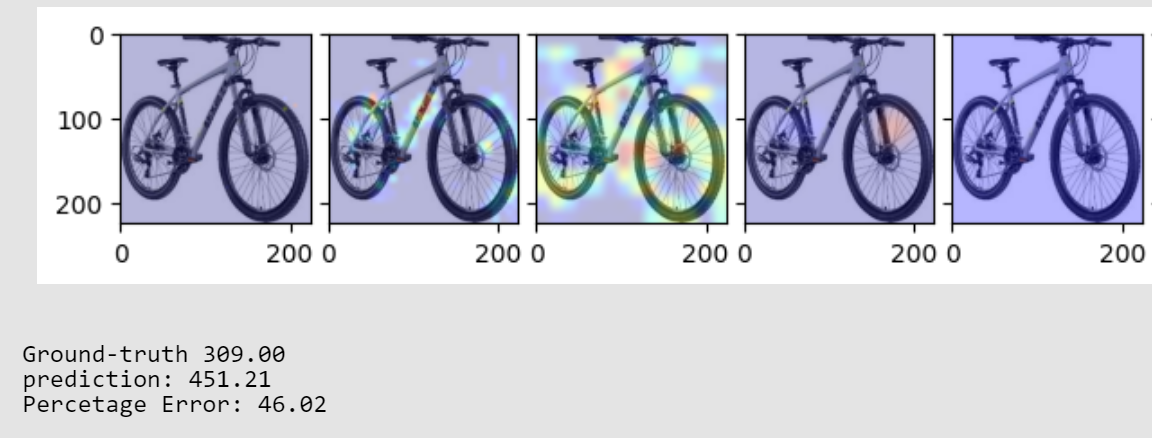 0
100
200
0 200 0 200 0 200 0 200 0 200
Ground-truth 309.00
prediction: 451.21
Percetage Error: 46.02